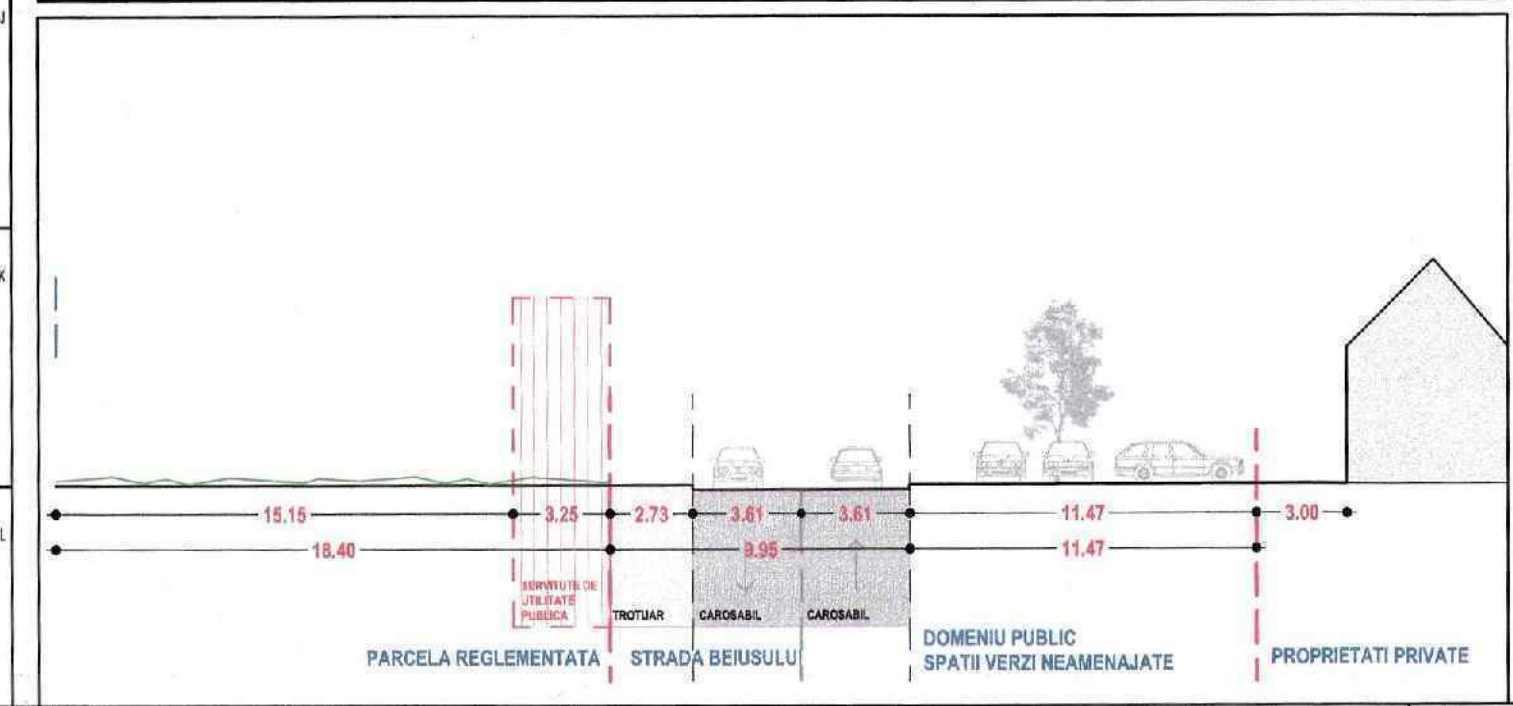 J
K
L
15.15 3.25 2.73 3.61 3.61 11.47 3.00
18.40 9.95 11.47
SERVITUTE DE
UTILITATE
PUBLICA
TROTUAR CAROSABIL CAROSABIL
PARCELA REGLEMENTATA STRADA BEIUSULUI
DOMENIU PUBLIC
SPATII VERZI NEAMENAJATE
PROPRIETATI PRIVATE